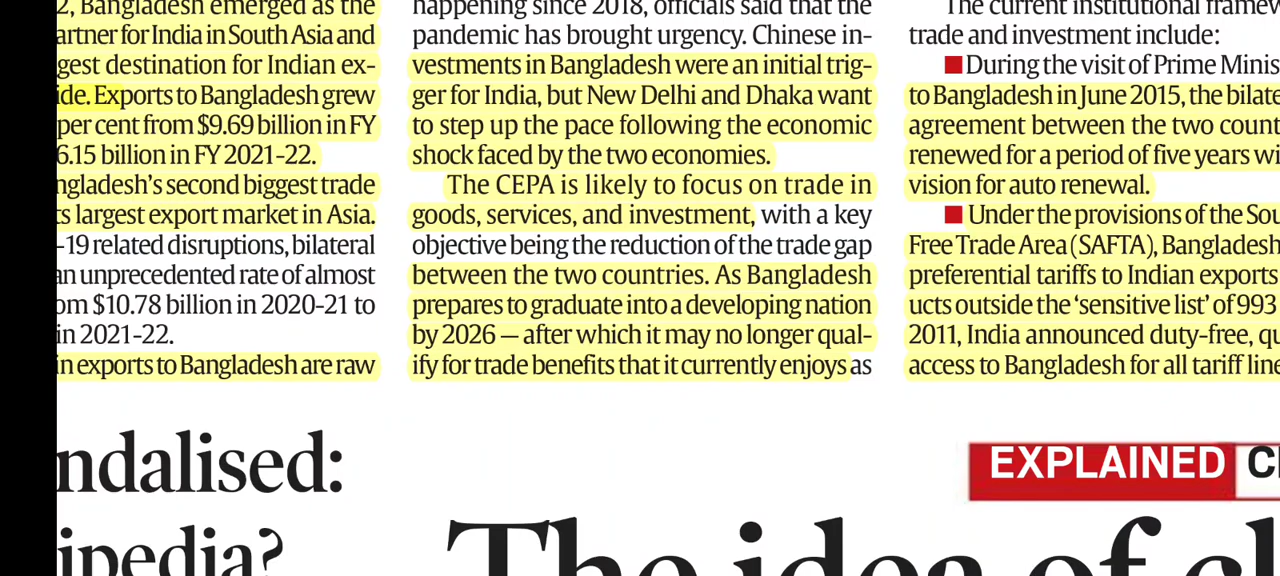 2, Bangladesh emerged as the
artner for India in South Asia and
gest destination for Indian ex-
ide. Exports to Bangladesh grew
per cent from $9.69 billion in FY
6.15 billion in FY 2021-22.
ngladesh's second biggest trade
ts largest export market in Asia.
-19 related disruptions, bilateral
an unprecedented rate of almost
om $10.78 billion in 2020-21 to
in 2021-22.
in exports to Bangladesh are raw
happening since 2018, officials said that the
pandemic has brought urgency. Chinese in-
vestments in Bangladesh were an initial trig-
ger for India, but New Delhi and Dhaka want
to step up the pace following the economic
shock faced by the two economies.
The CEPA is likely to focus on trade in
goods, services, and investment, with a key
objective being the reduction of the trade gap
between the two countries. As Bangladesh
prepares to graduate into a developing nation
by 2026 — after which it may no longer qual-
ify for trade benefits that it currently enjoys as
The current institutional framew
trade and investment include:
■ During the visit of Prime Minis
to Bangladesh in June 2015, the bilate
agreement between the two count
renewed for a period of five years wi
vision for auto renewal.
■ Under the provisions of the Sou
Free Trade Area (SAFTA), Bangladesh
preferential tariffs to Indian exports
ucts outside the 'sensitive list' of 993
2011, India announced duty-free, qu
access to Bangladesh for all tariff line
ndalised:
ipedia?
EXPLAINED
The idea of cl